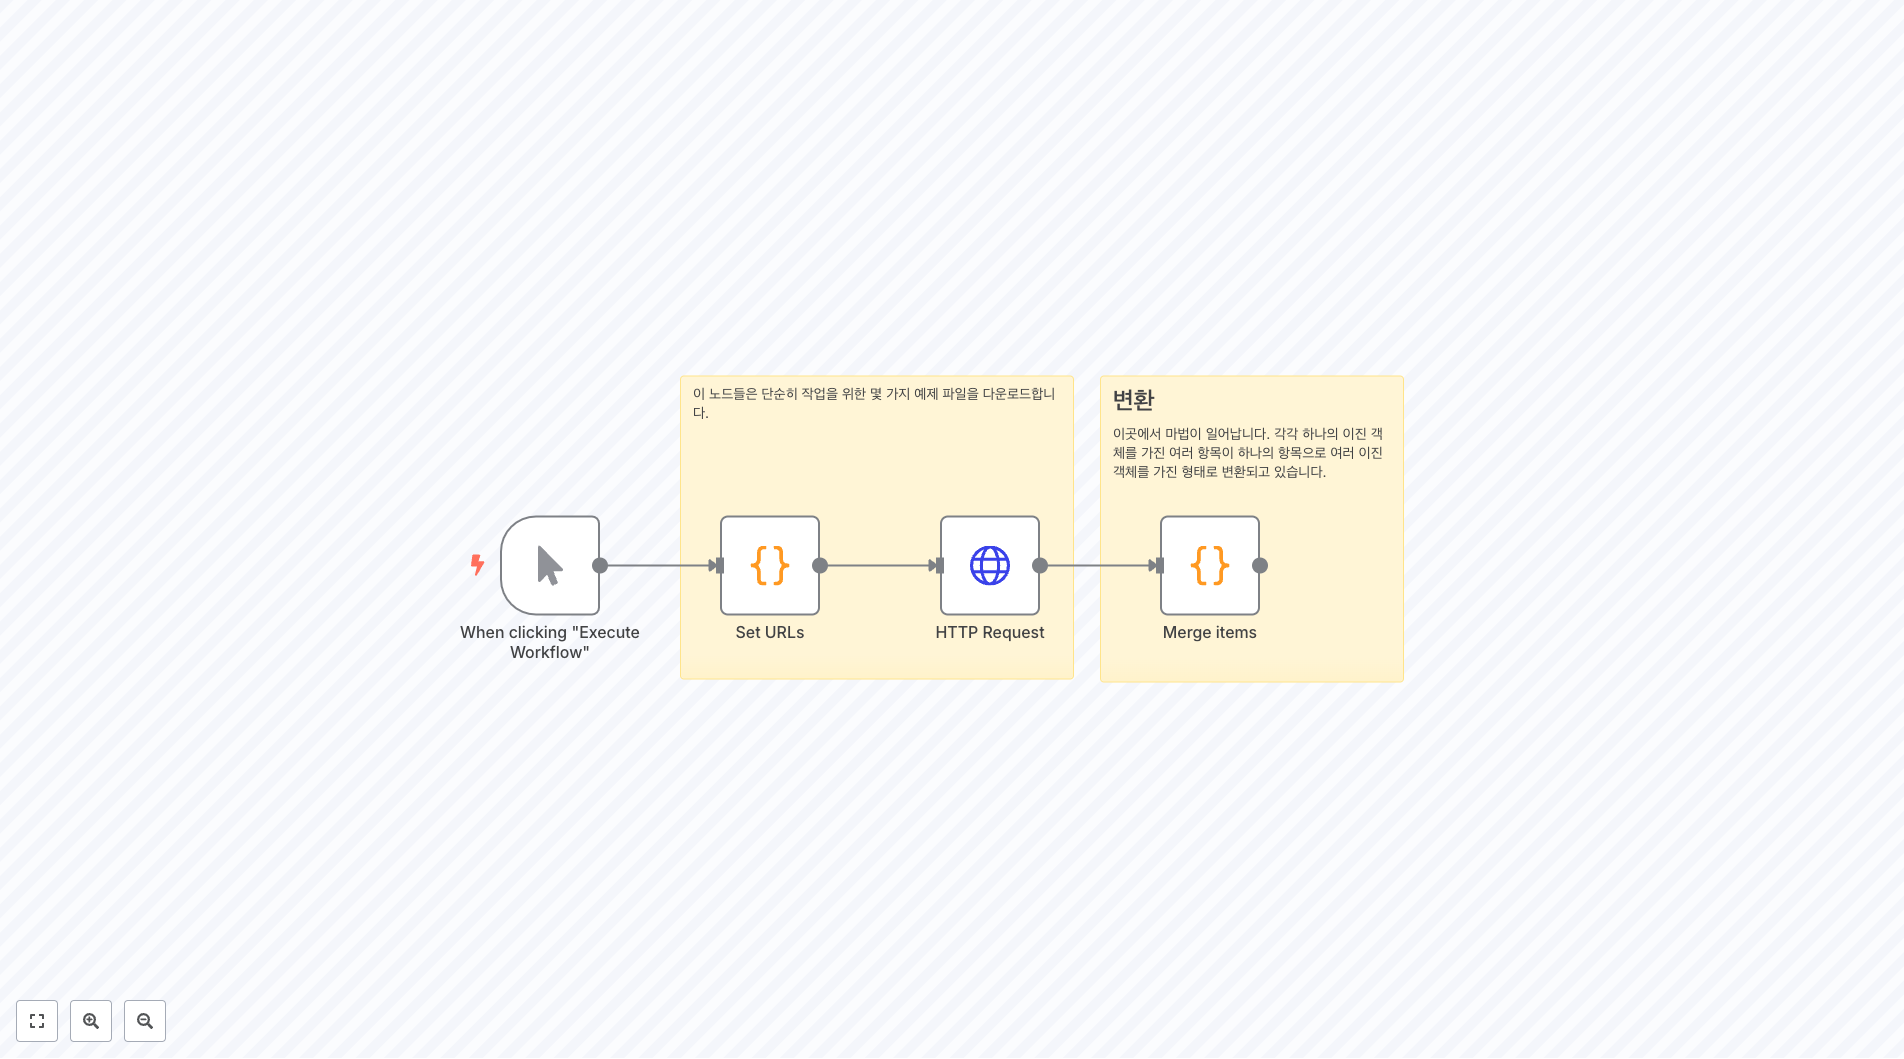 이 노드들은 단순히 작업을 위한 몇 가지 예제 파일을 다운로드합니
다.
변환
이곳에서 마법이 일어납니다. 각각 하나의 이진 객
체를 가진 여러 항목이 하나의 항목으로 여러 이진
객체를 가진 형태로 변환되고 있습니다.
When clicking "Execute
Workflow"
Set URLs
HTTP Request
Merge items